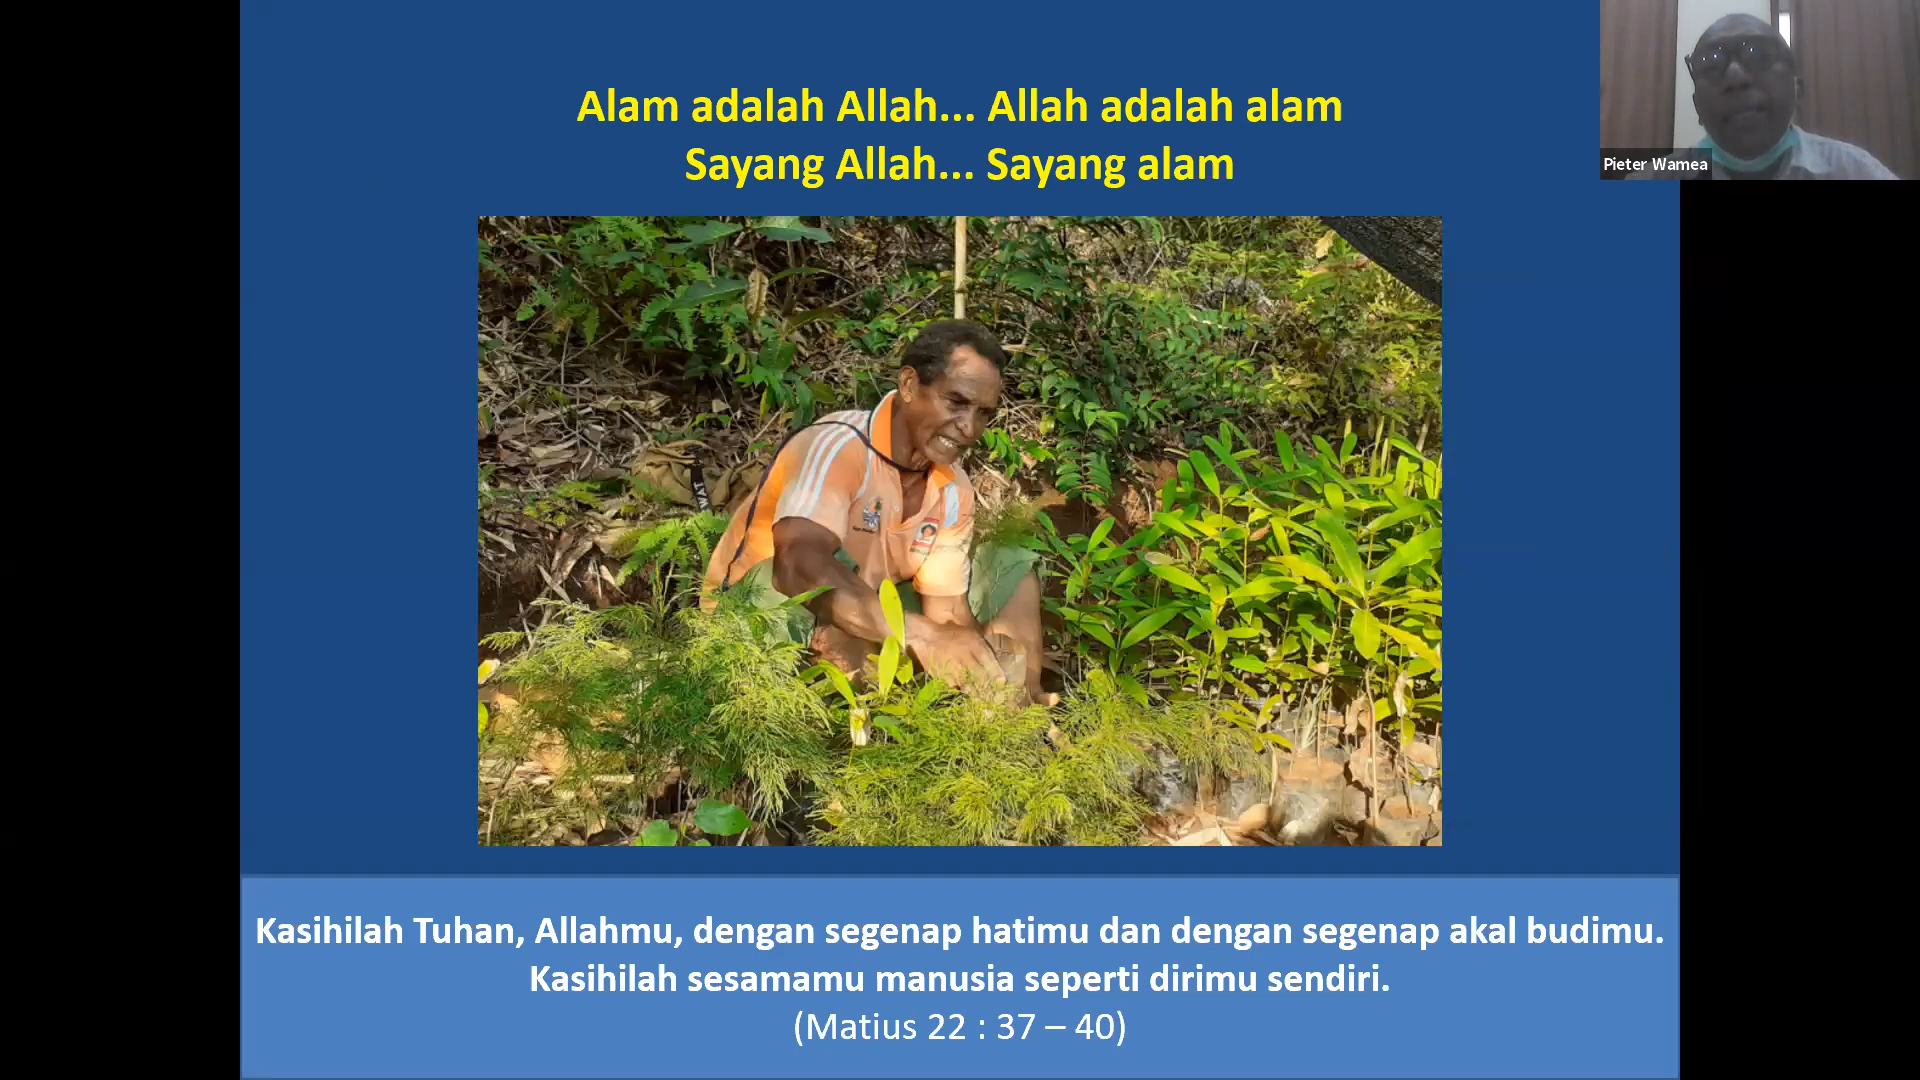 Alam adalah Allah... Allah adalah alam
Sayang Allah... Sayang alam
Pieter Wamea
WAT
Kasihilah Tuhan, Allahmu, dengan segenap hatimu dan dengan segenap akal budimu.
Kasihilah sesamamu manusia seperti dirimu sendiri.
(Matius 22 : 37 – 40)